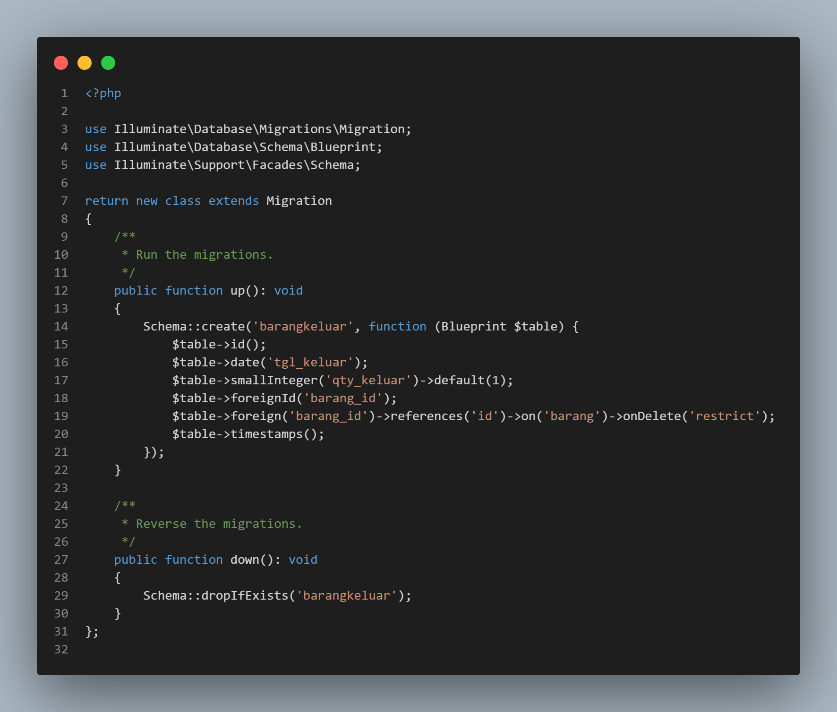 1 <?php
2
3 use Illuminate\Database\Migrations\Migration;
4 use Illuminate\Database\Schema\Blueprint;
5 use Illuminate\Support\Facades\Schema;
6
7 return new class extends Migration
8 {
9     /**
10      * Run the migrations.
11      */
12     public function up(): void
13     {
14         Schema::create('barangkeluar', function (Blueprint $table) {
15             $table->id();
16             $table->date('tgl_keluar');
17             $table->smallInteger('qty_keluar')->default(1);
18             $table->foreignId('barang_id');
19             $table->foreign('barang_id')->references('id')->on('barang')->onDelete('restrict');
20             $table->timestamps();
21         });
22     }
23
24     /**
25      * Reverse the migrations.
26      */
27     public function down(): void
28     {
29         Schema::dropIfExists('barangkeluar');
30     }
31 };
32